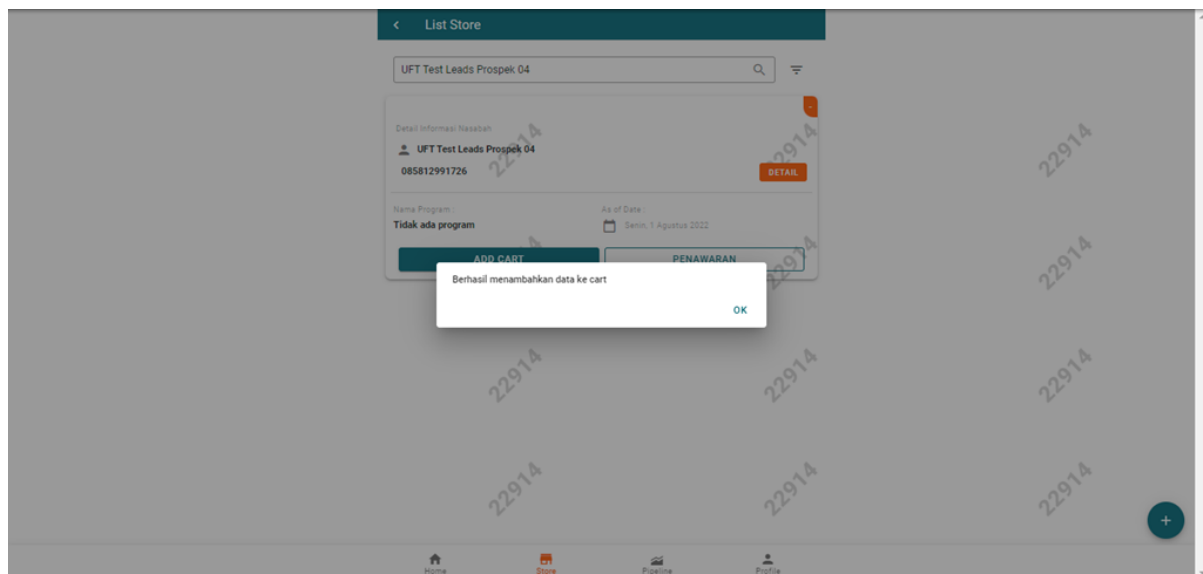 List Store
UFT Test Leads Prospek 04
-
Detail Informasi Nasabah
UFT Test Leads Prospek 04
085812991726
DETAIL
Nama Program :
As of Date :
Tidak ada program
Senin, 1 Agustus 2022
ADD CART
PENAWARAN
Berhasil menambahkan data ke cart
OK
22914 22914 22914
22914 22914 22914
22914 22914 22914
22914 22914 22914
+
Home
Store
Pipeline
Profile